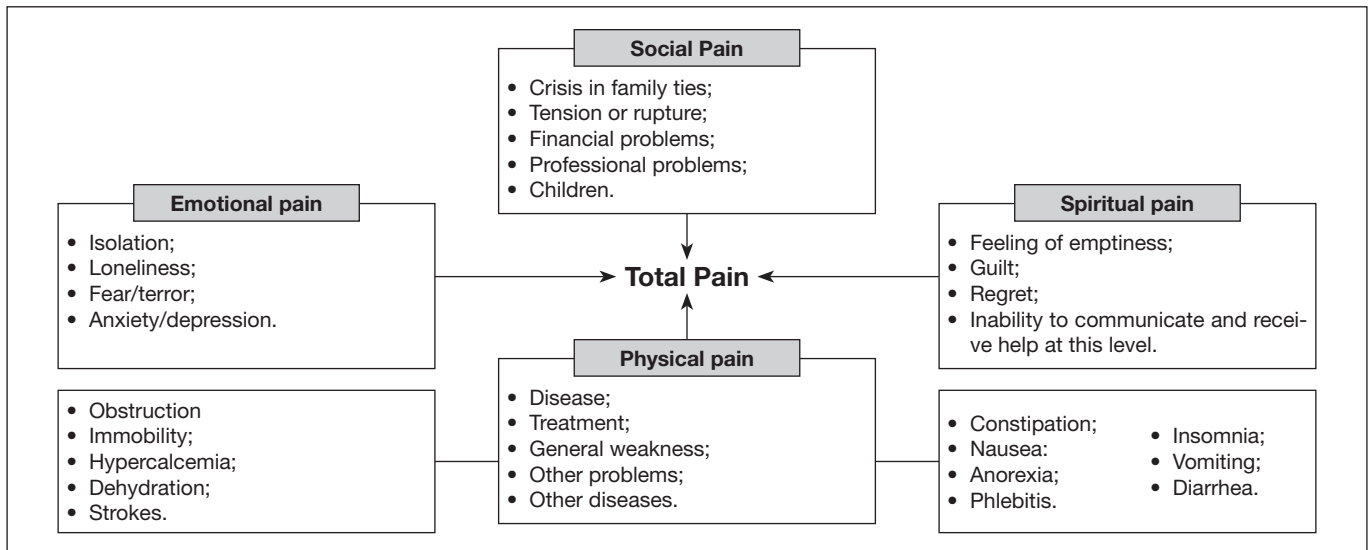 Social Pain
• Crisis in family ties;
• Tension or rupture;
• Financial problems;
• Professional problems;
• Children.
Emotional pain
• Isolation;
• Loneliness;
• Fear/terror;
• Anxiety/depression.
Total Pain
Spiritual pain
• Feeling of emptiness;
• Guilt;
• Regret;
• Inability to communicate and recei-
ve help at this level.
Physical pain
• Disease;
• Treatment;
• General weakness;
• Other problems;
• Other diseases.
• Obstruction
• Immobility;
• Hypercalcemia;
• Dehydration;
• Strokes.
• Constipation;
• Nausea:
• Anorexia;
• Phlebitis.
• Insomnia;
• Vomiting;
• Diarrhea.